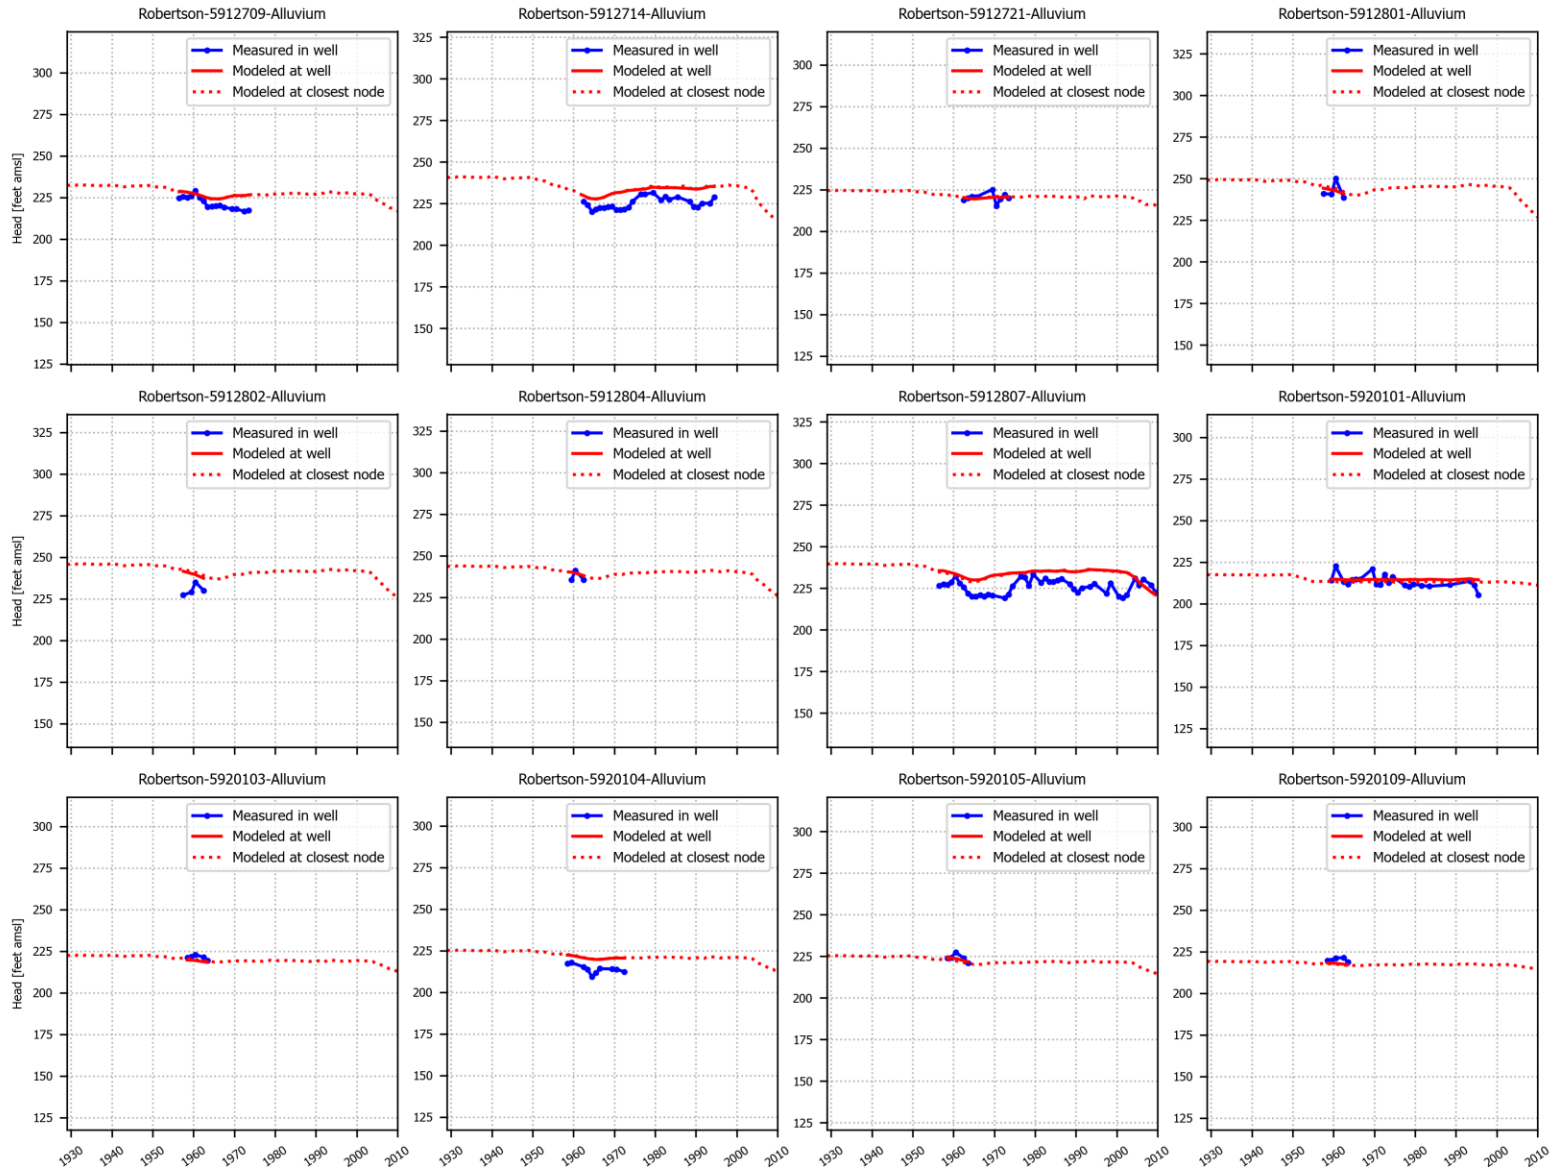 Robertson-5912709-Alluvium
Robertson-5912714-Alluvium
Robertson-5912721-Alluvium
Robertson-5912801-Alluvium
Head [feet amsl]
300
275
250
225
200
175
150
125
Measured in well
Modeled at well
Modeled at closest node
325
300
275
250
225
200
175
150
Measured in well
Modeled at well
Modeled at closest node
300
275
250
225
200
175
150
125
Measured in well
Modeled at well
Modeled at closest node
325
300
275
250
225
200
175
150
Measured in well
Modeled at well
Modeled at closest node
Robertson-5912802-Alluvium
Robertson-5912804-Alluvium
Robertson-5912807-Alluvium
Robertson-5920101-Alluvium
325
300
275
250
225
200
175
150
Measured in well
Modeled at well
Modeled at closest node
325
300
275
250
225
200
175
150
Measured in well
Modeled at well
Modeled at closest node
325
300
275
250
225
200
175
150
Measured in well
Modeled at well
Modeled at closest node
300
275
250
225
200
175
150
125
Measured in well
Modeled at well
Modeled at closest node
Robertson-5920103-Alluvium
Robertson-5920104-Alluvium
Robertson-5920105-Alluvium
Robertson-5920109-Alluvium
Head [feet amsl]
300
275
250
225
200
175
150
125
Measured in well
Modeled at well
Modeled at closest node
300
275
250
225
200
175
150
125
Measured in well
Modeled at well
Modeled at closest node
300
275
250
225
200
175
150
125
Measured in well
Modeled at well
Modeled at closest node
300
275
250
225
200
175
150
125
Measured in well
Modeled at well
Modeled at closest node
1930 1940 1950 1960 1970 1980 1990 2000 2010
1930 1940 1950 1960 1970 1980 1990 2000 2010
1930 1940 1950 1960 1970 1980 1990 2000 2010
1930 1940 1950 1960 1970 1980 1990 2000 2010